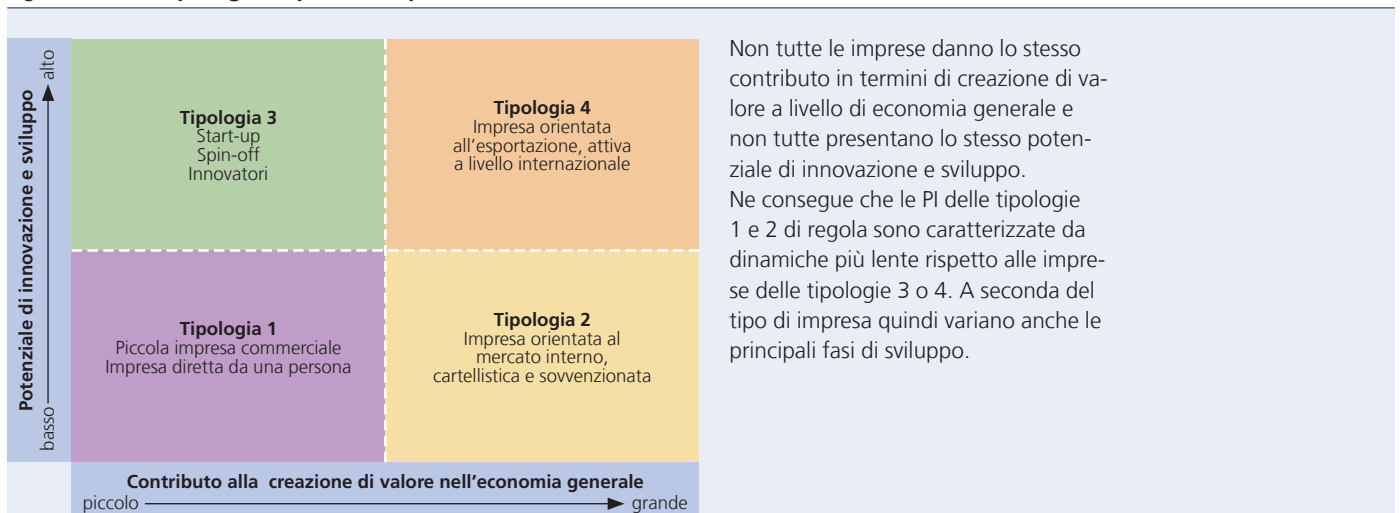 alto
Potenziale di innovazione e sviluppo
basso
Tipologia 3
Start-up
Spin-off
Innovatori
Tipologia 4
Impresa orientata
all'esportazione, attiva
a livello internazionale
Tipologia 1
Piccola impresa commerciale
Impresa diretta da una persona
Tipologia 2
Impresa orientata al
mercato interno,
cartellistica e sovvenzionata
Contributo alla creazione di valore nell'economia generale
piccolo
grande
Non tutte le imprese danno lo stesso
contributo in termini di creazione di va-
lore a livello di economia generale e
non tutte presentano lo stesso poten-
ziale di innovazione e sviluppo.
Ne consegue che le PI delle tipologie
1 e 2 di regola sono caratterizzate da
dinamiche più lente rispetto alle impre-
se delle tipologie 3 o 4. A seconda del
tipo di impresa quindi variano anche le
principali fasi di sviluppo.